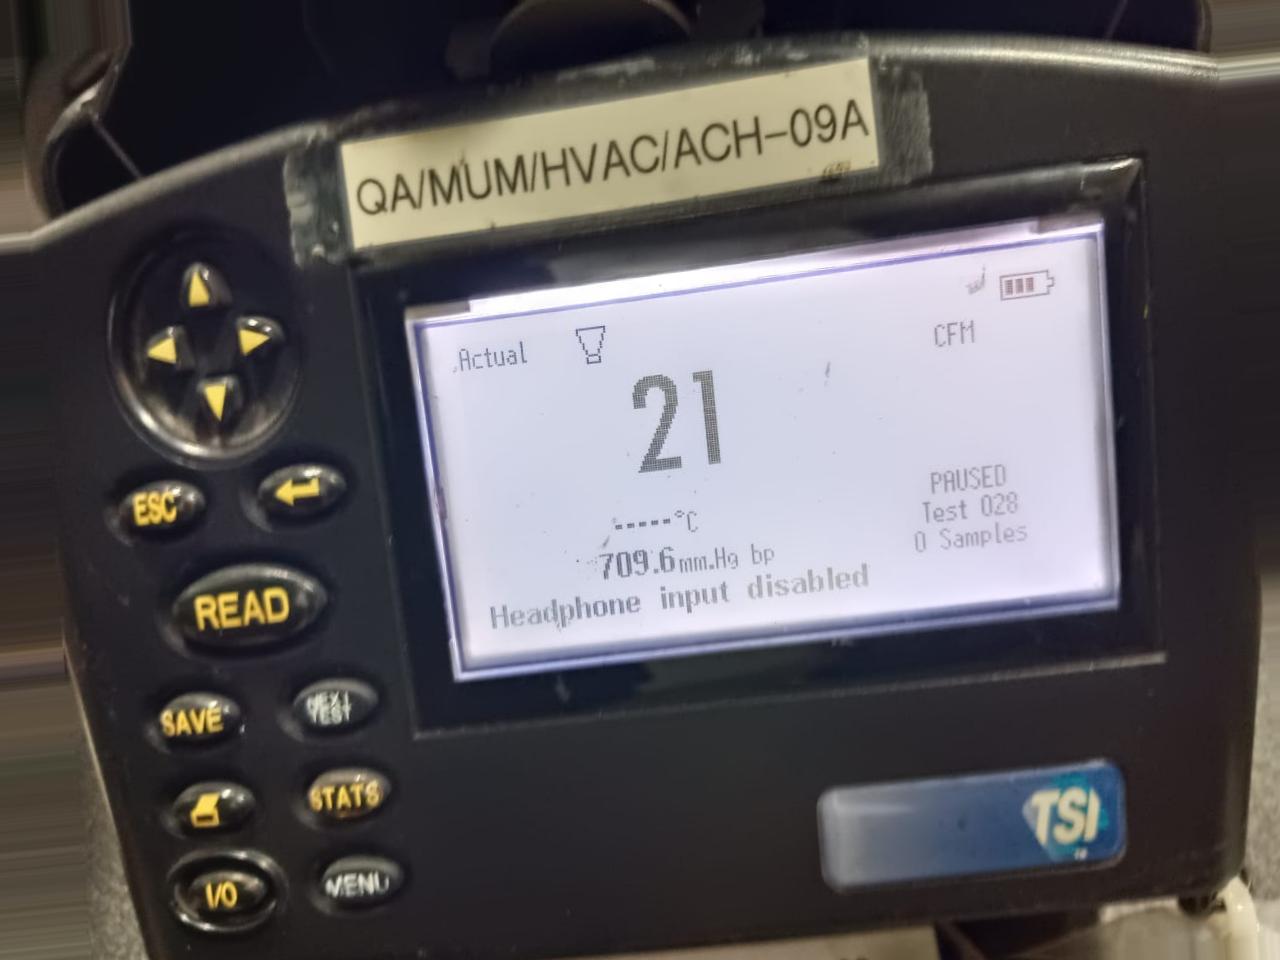 QA/MUM/HVAC/ACH-09A
Actual
CFM
21
-----°C
709.6 mm.Hg bp
Headphone input disabled
PAUSED
Test 028
0 Samples
ESC
READ
SAVE
NEXT
TEST
STATS
I/O
MENU
TSI